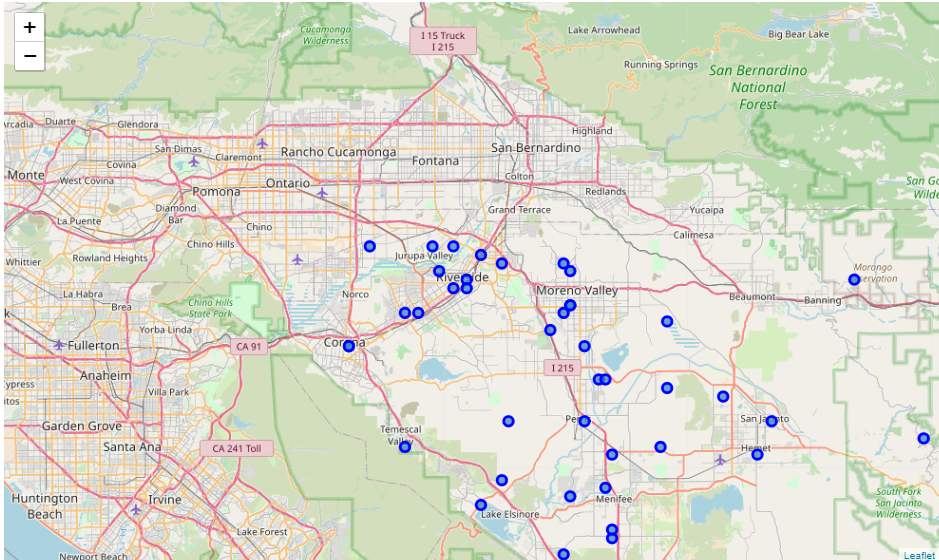 +
−
Cucamonga
Wilderness
I 15 Truck
I 215
Lake Arrowhead
Big Bear Lake
Running Springs
San Bernardino
National
Forest
Arcadia
Duarte
Glendora
Highland
San Dimas
Claremont
Rancho Cucamonga
Fontana
San Bernardino
Covina
Monte
West Covina
Pomona
Ontario
Colton
Redlands
San Go
Wilde
Diamond
Bar
Grand Terrace
Yucaipa
La Puente
Chino
Calimesa
Chino Hills
Jurupa Valley
Whittier
Rowland Heights
Riverside
Morongo
Reservation
La Habra
Norco
Moreno Valley
Beaumont
Banning
Brea
Chino Hills
State Park
Yorba Linda
k
Fullerton
CA 91
Corona
Anaheim
I 215
Cypress
Villa Park
itos
Garden Grove
Perris
San Jacinto
Temescal
Valley
Santa Ana
CA 241 Toll
Hemet
Huntington
Beach
Irvine
Menifee
South Fork
San Jacinto
Wilderness
Lake Elsinore
Lake Forest
Newport Beach
Leaflet